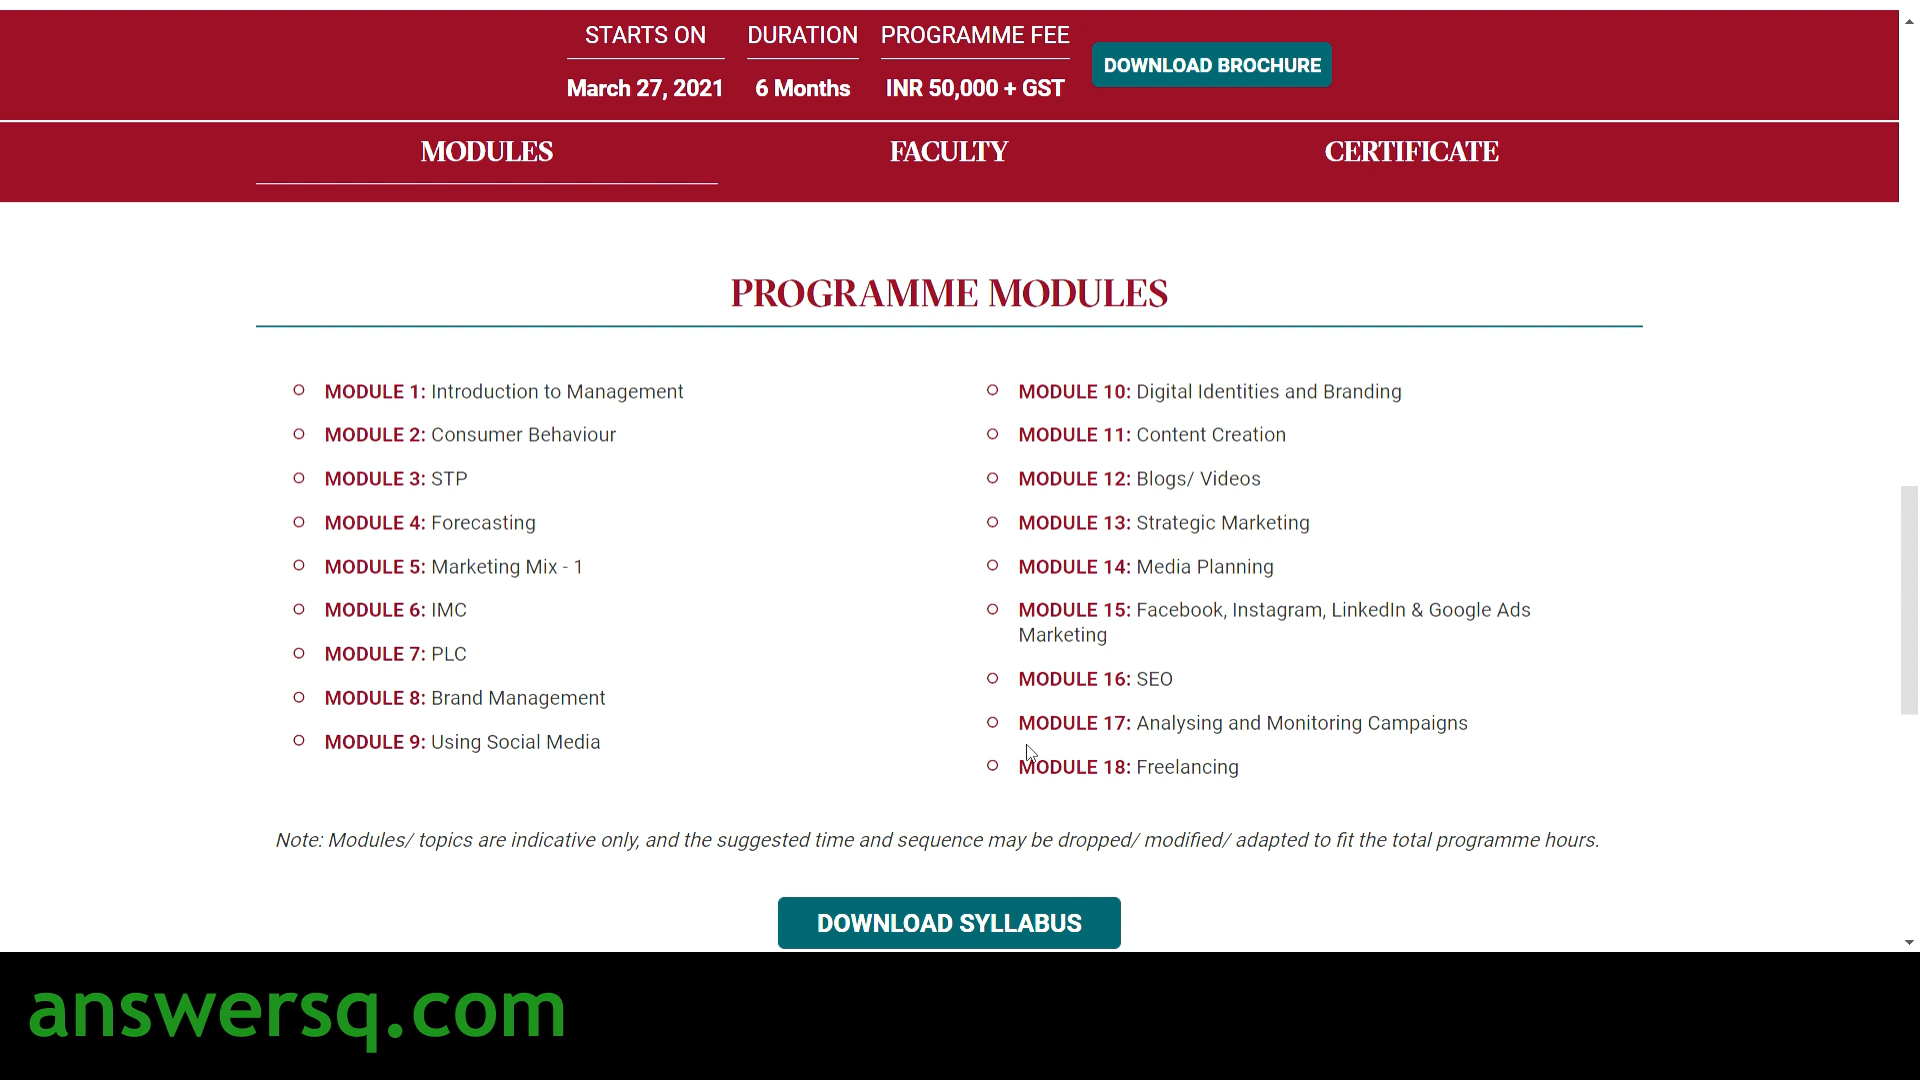 STARTS ON
March 27, 2021
DURATION
6 Months
PROGRAMME FEE
INR 50,000 + GST
DOWNLOAD BROCHURE
MODULES
FACULTY
CERTIFICATE
PROGRAMME MODULES
MODULE 1: Introduction to Management
MODULE 2: Consumer Behaviour
MODULE 3: STP
MODULE 4: Forecasting
MODULE 5: Marketing Mix - 1
MODULE 6: IMC
MODULE 7: PLC
MODULE 8: Brand Management
MODULE 9: Using Social Media
MODULE 10: Digital Identities and Branding
MODULE 11: Content Creation
MODULE 12: Blogs/ Videos
MODULE 13: Strategic Marketing
MODULE 14: Media Planning
MODULE 15: Facebook, Instagram, LinkedIn & Google Ads
Marketing
MODULE 16: SEO
MODULE 17: Analysing and Monitoring Campaigns
MODULE 18: Freelancing
Note: Modules/ topics are indicative only, and the suggested time and sequence may be dropped/ modified/ adapted to fit the total programme hours.
DOWNLOAD SYLLABUS
answersq.com